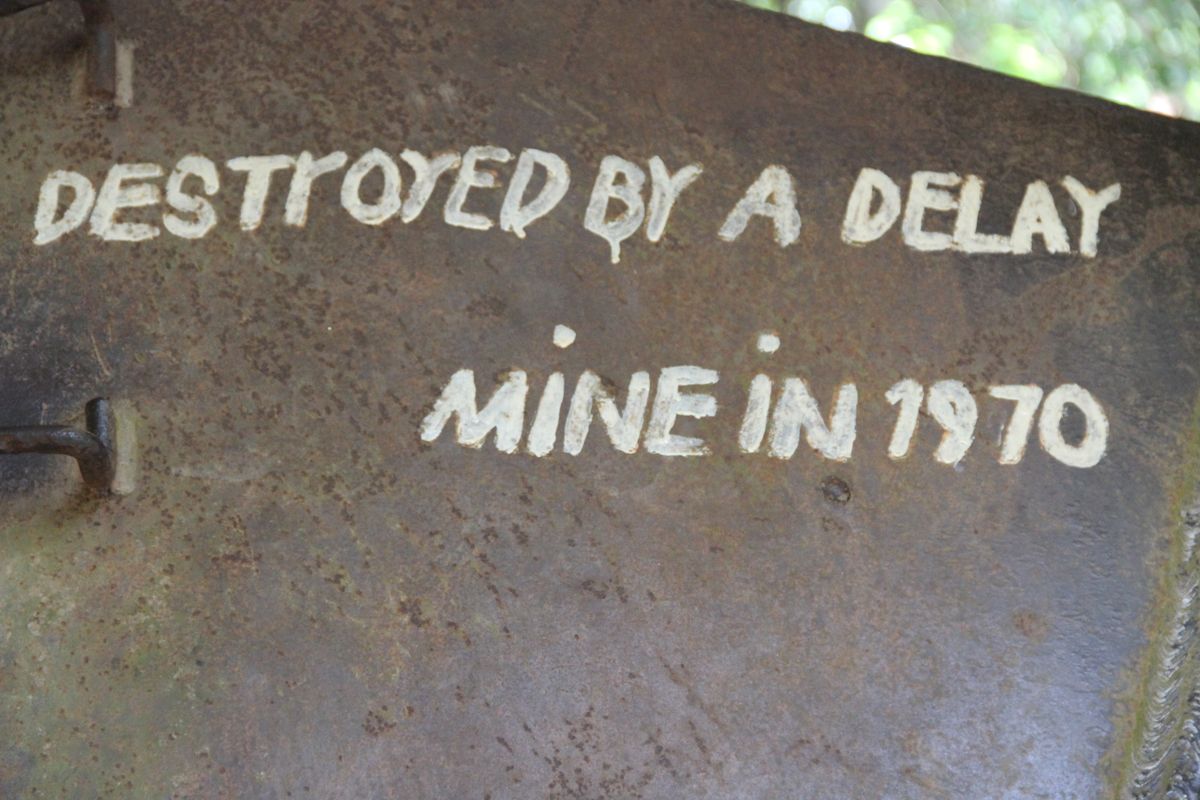 DESTROYED BY A DELAY
MINE IN 1970